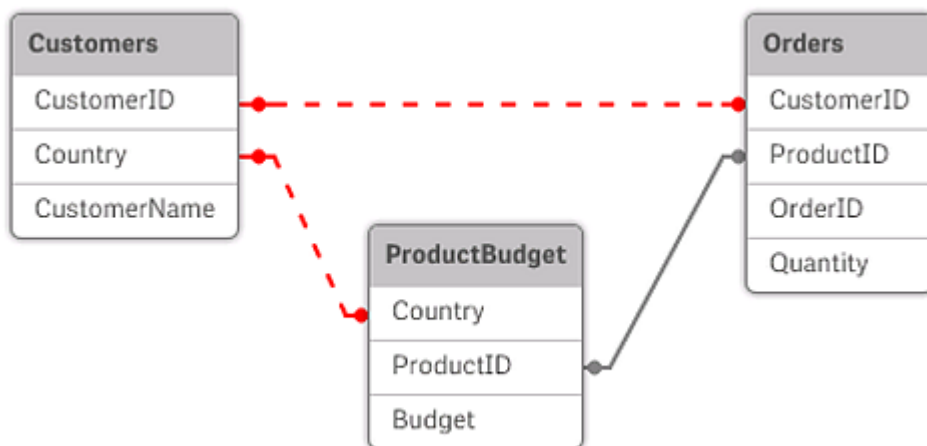 Customers
CustomerID
Country
CustomerName
ProductBudget
Country
ProductID
Budget
Orders
CustomerID
ProductID
OrderID
Quantity